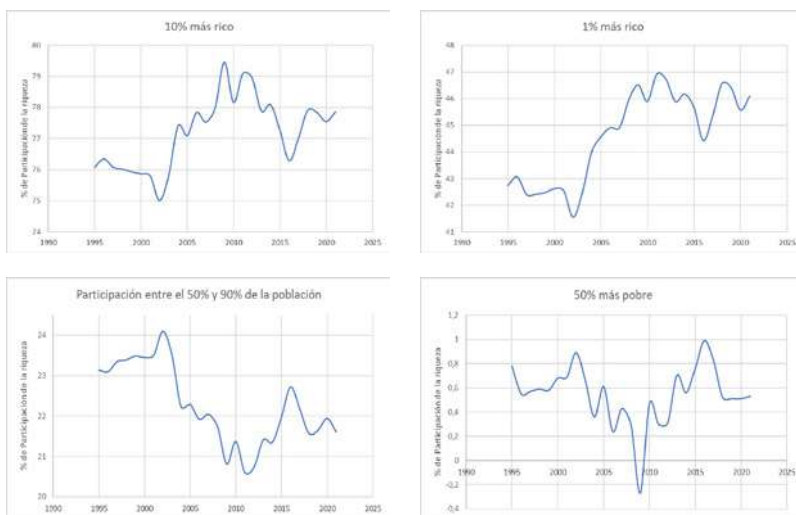 10% más rico
% de Participación de la riqueza
80
79
78
77
76
75
74
1990 1995 2000 2005 2010 2015 2020 2025
1% más rico
% de Participación de la riqueza
48
47
46
45
44
43
42
41
1990 1995 2000 2005 2010 2015 2020 2025
Participación entre el 50% y 90% de la población
% de Participación de la riqueza
24
23
22
21
20
1990 1995 2000 2005 2010 2015 2020 2025
50% más pobre
% de Participación de la riqueza
1,2
1
0,8
0,6
0,4
0,2
0
1990 1995 2000 2005 2010 2015 2020 2025
-0,2
0,4